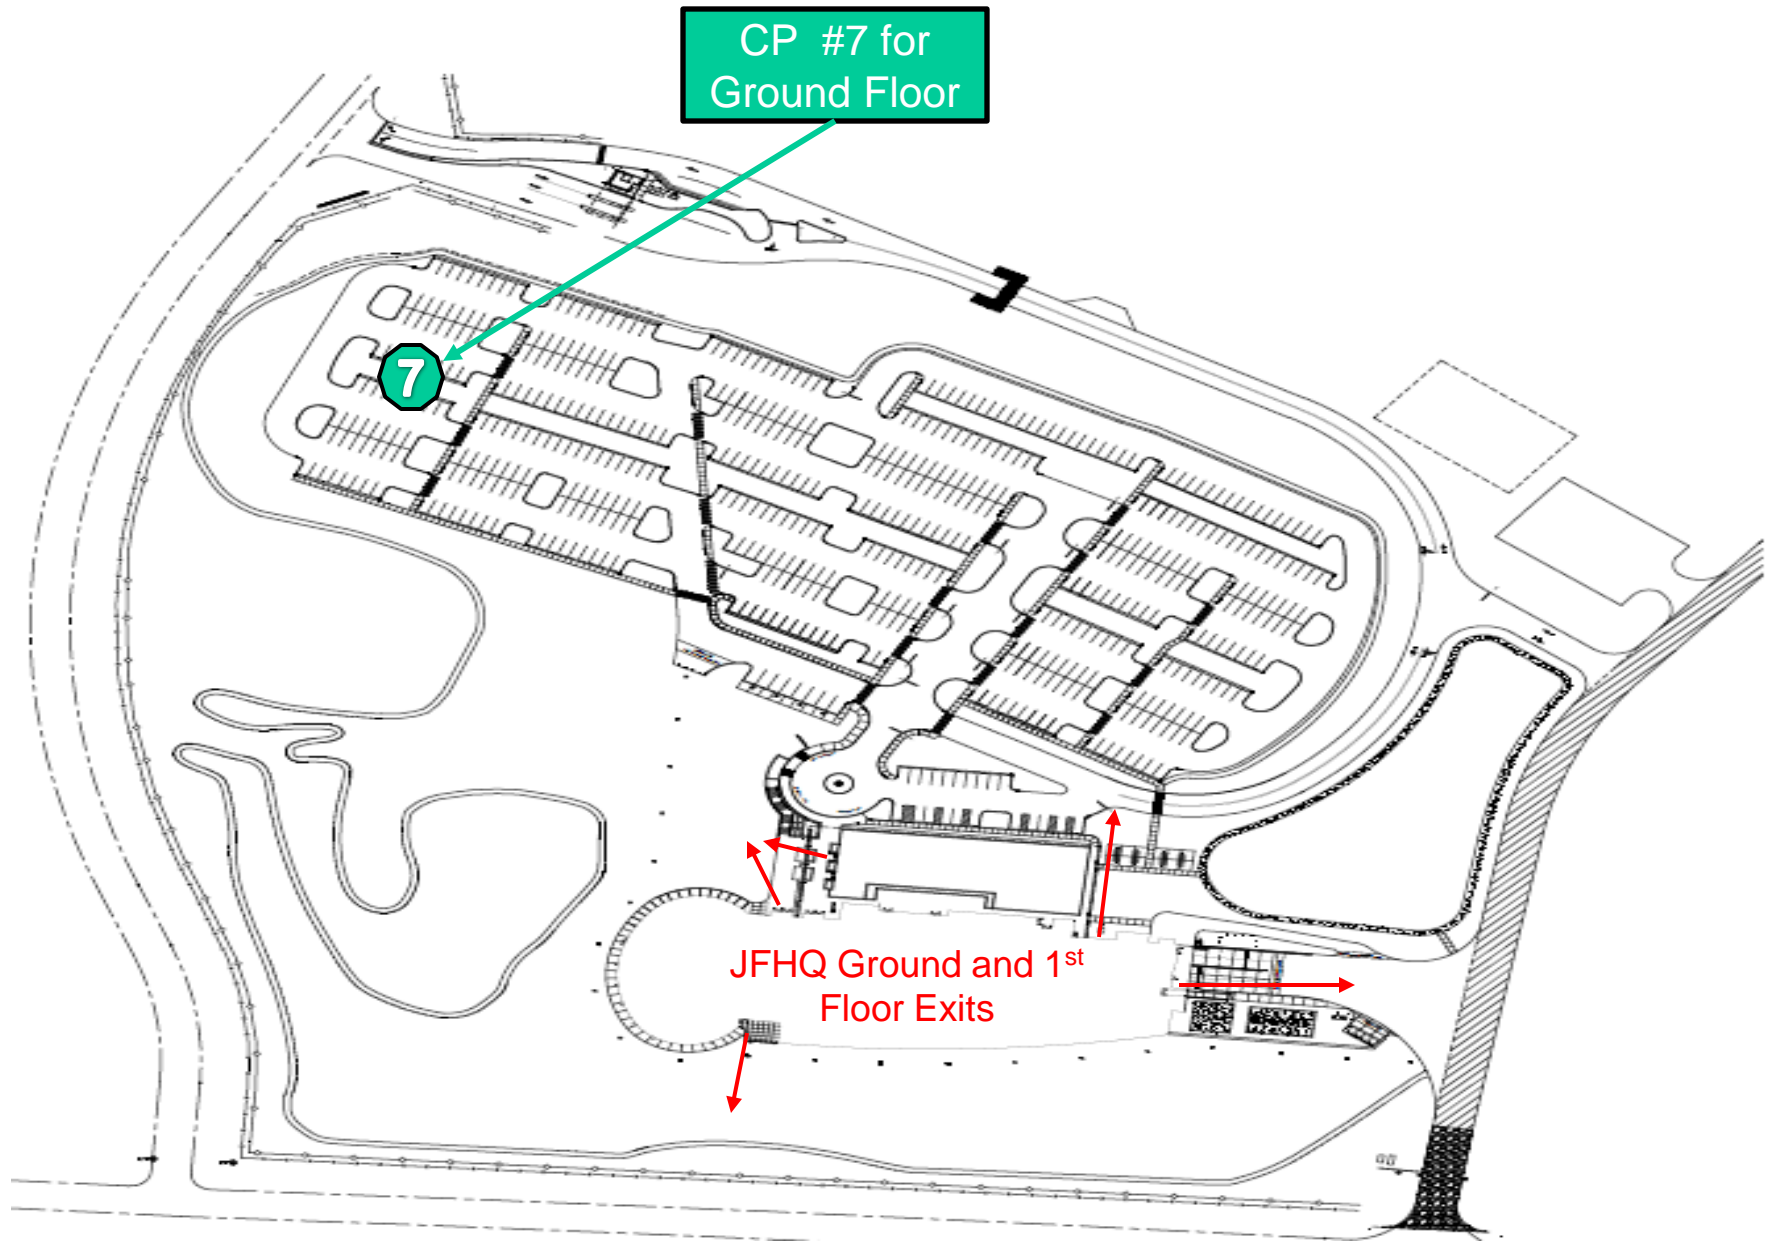 CP #7 for
Ground Floor
7
JFHQ Ground and 1st
Floor Exits